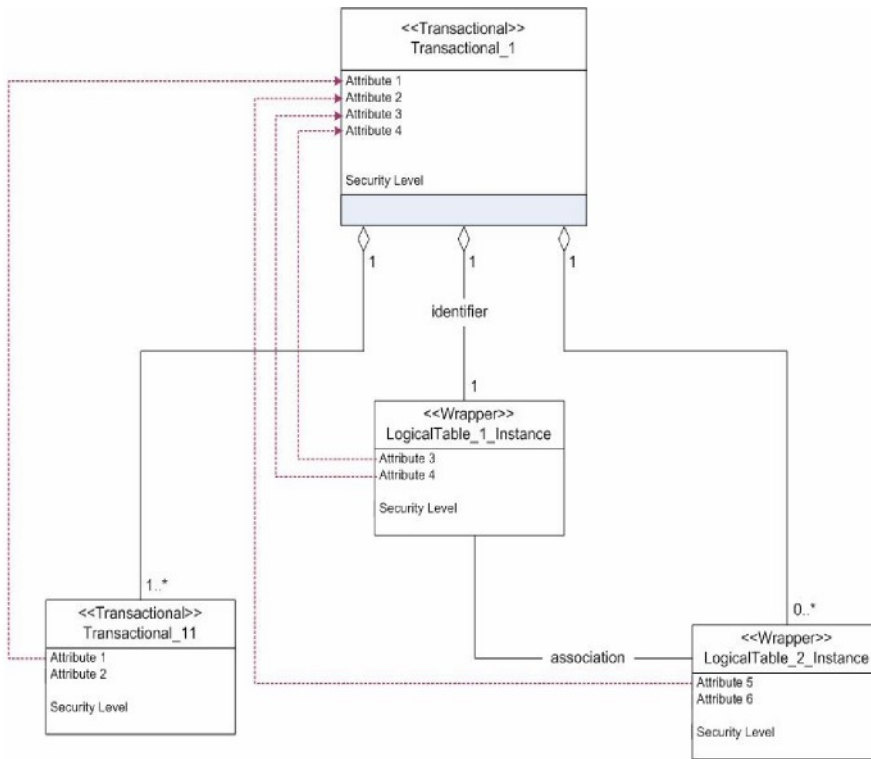 <<Transactional>>
Transactional_1
Attribute 1
Attribute 2
Attribute 3
Attribute 4
Security Level
1
1
1
identifier
1
<<Wrapper>>
LogicalTable_1_Instance
Attribute 3
Attribute 4
Security Level
1..*
<<Transactional>>
Transactional_11
Attribute 1
Attribute 2
Security Level
association
0..*
<<Wrapper>>
LogicalTable_2_Instance
Attribute 5
Attribute 6
Security Level